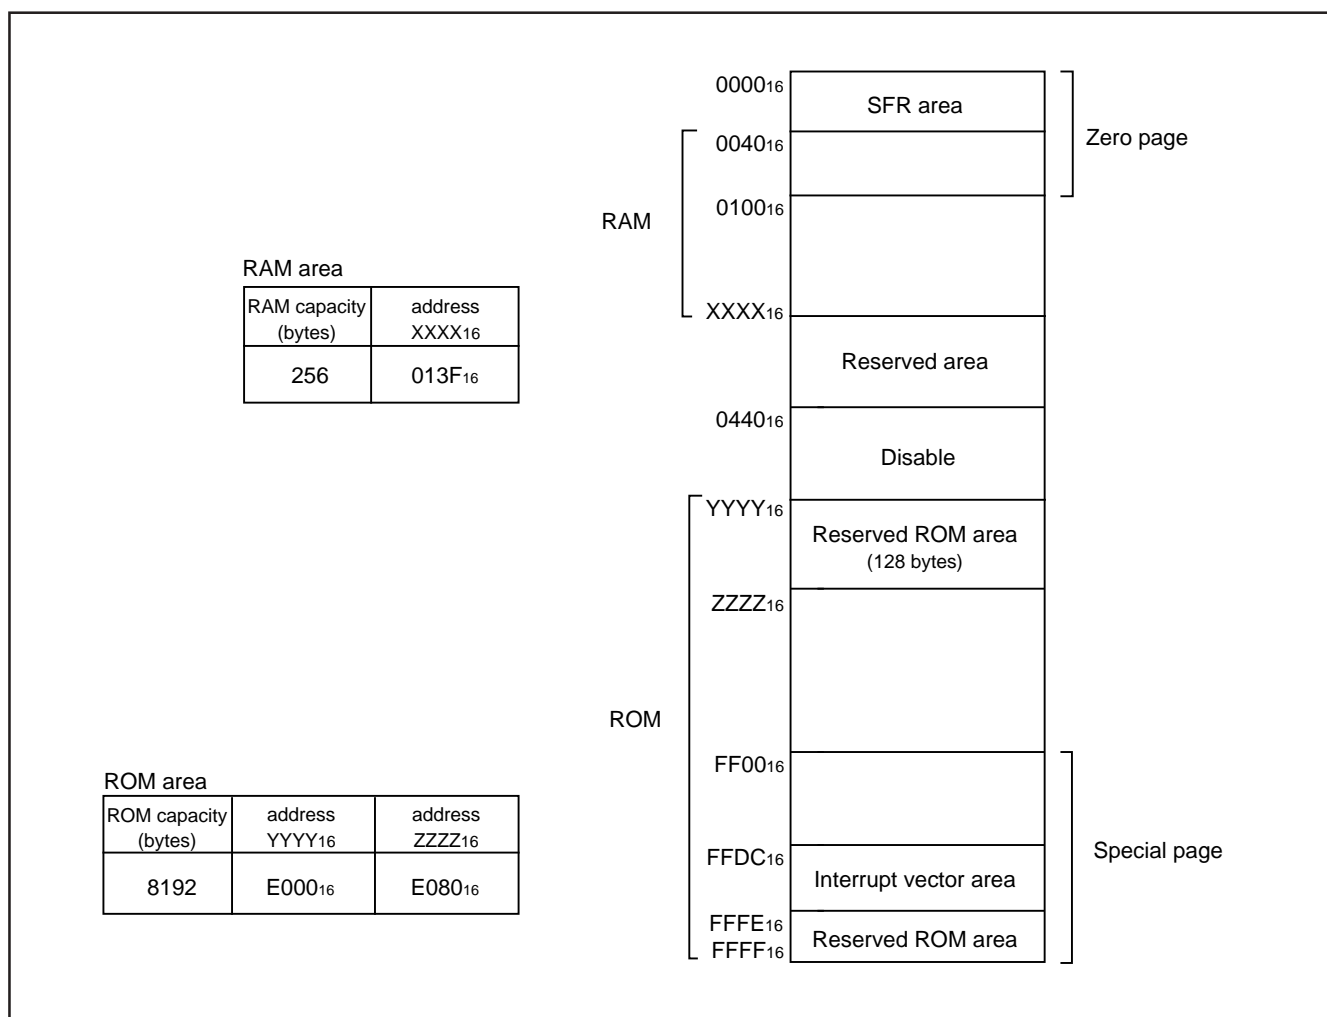 RAM area
RAM capacity (bytes) address XXXX16
256 013F16
ROM area
ROM capacity (bytes) address YYYY16 address ZZZZ16
8192 E00016 E08016
000016
SFR area
Zero page
004016
RAM
010016
XXXX16
Reserved area
044016
Disable
YYYY16
Reserved ROM area
(128 bytes)
ZZZZ16
ROM
FF0016
Special page
FFDC16
Interrupt vector area
FFFE16
FFFF16
Reserved ROM area